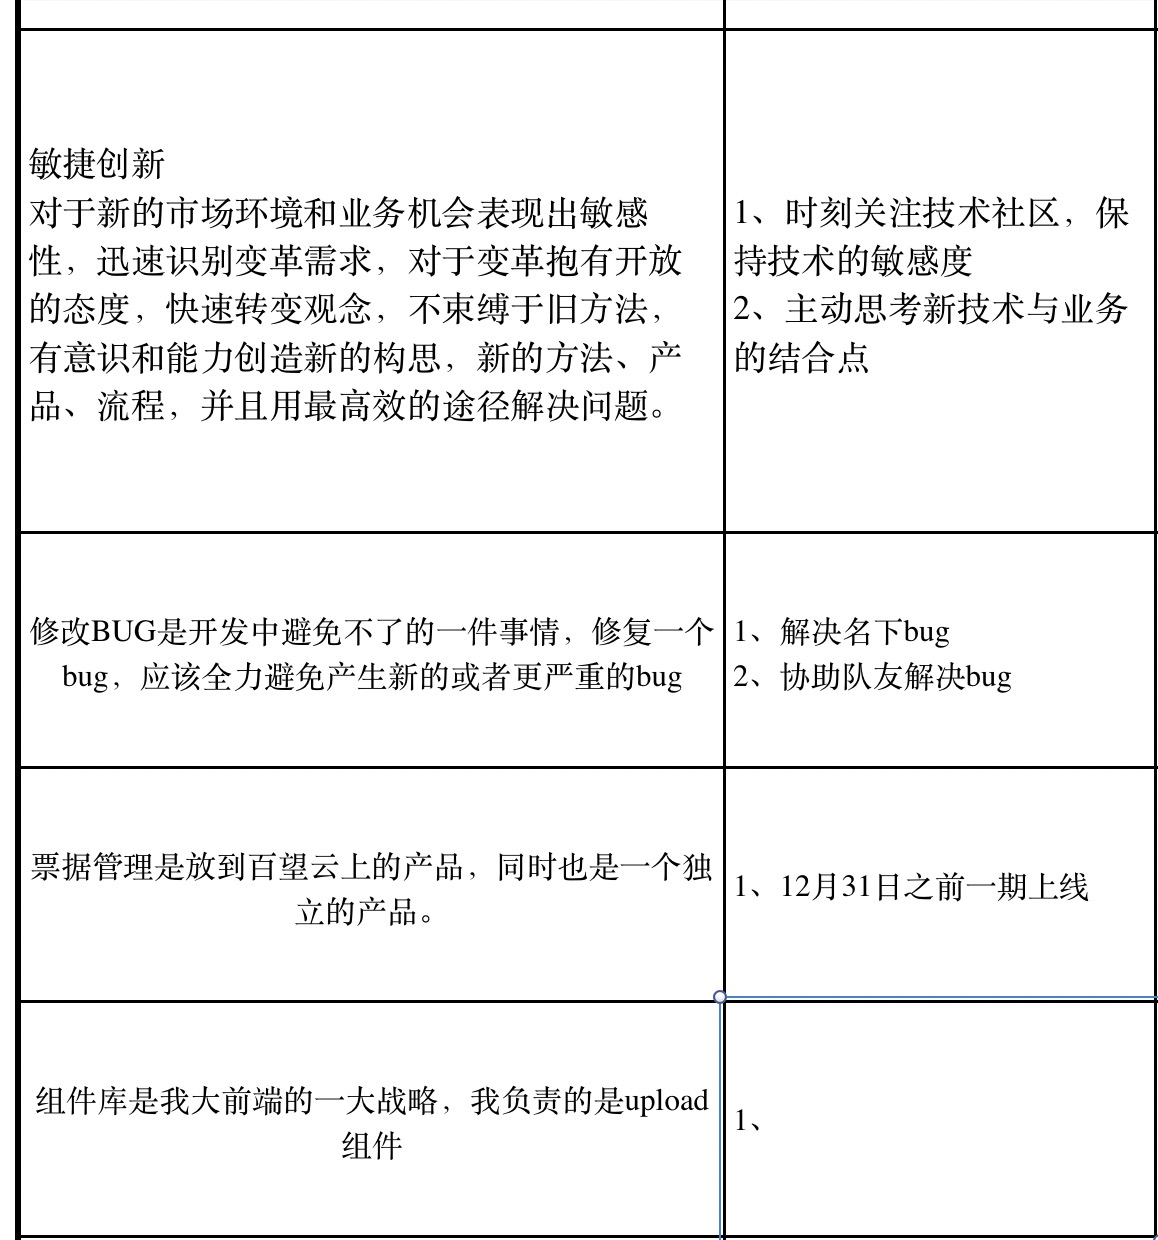 敏捷创新
对于新的市场环境和业务机会表现出敏感
性，迅速识别变革需求，对于变革抱有开放
的态度，快速转变观念，不束缚于旧方法，
有意识和能力创造新的构思，新的方法、产
品、流程，并且用最高效的途径解决问题。
1、时刻关注技术社区，保
持技术的敏感度
2、主动思考新技术与业务
的结合点
修改BUG是开发中避免不了的一件事情，修复一个
bug，应该全力避免产生新的或者更严重的bug
1、解决名下bug
2、协助队友解决bug
票据管理是放到百望云上的产品，同时也是一个独
立的产品。
1、12月31日之前一期上线
组件库是我大前端的一大战略，我负责的是upload
组件
1、